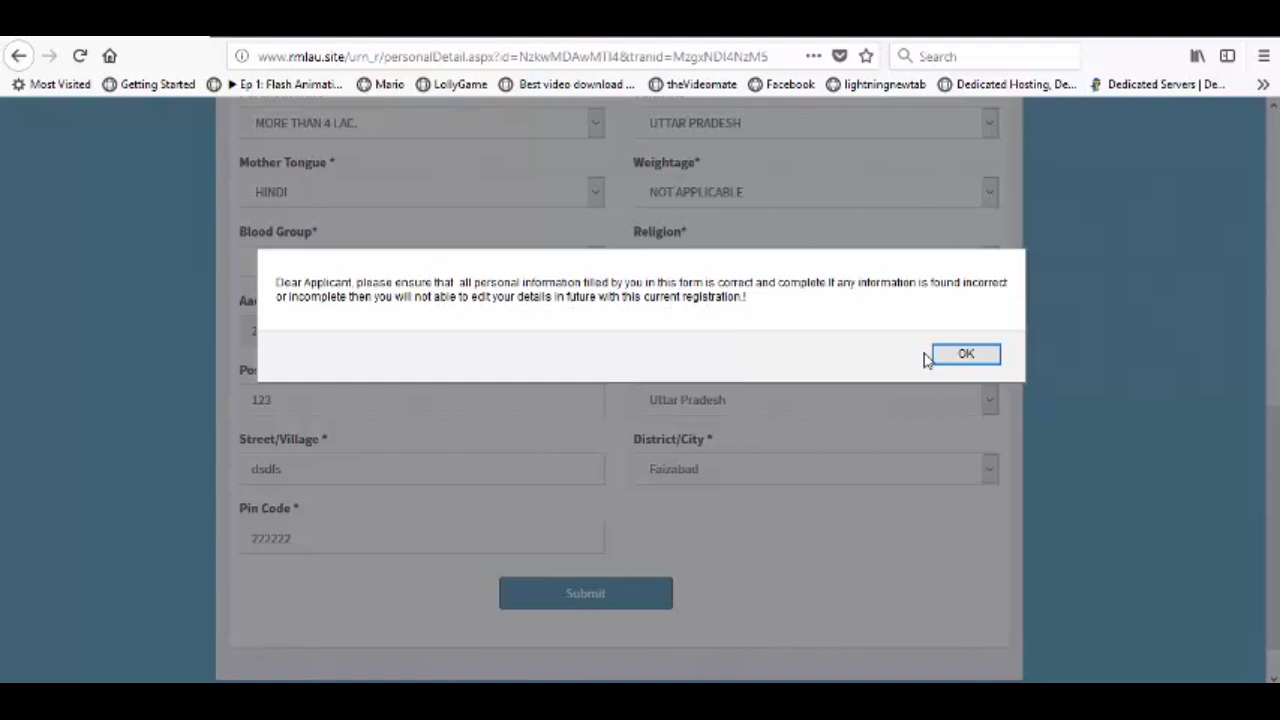 www.rmlau.site/urn_r/personalDetail.aspx?id=NzkwMDAwMTI4&tranid=MzgxNDI4NzM5
Search
Most Visited Getting Started Ep 1: Flash Animati... Mario LollyGame Best video download ... theVideomate Facebook lightningnewtab Dedicated Hosting, De... Dedicated Servers | De...
MORE THAN 4 LAC. UTTAR PRADESH
Mother Tongue * Weightage*
HINDI NOT APPLICABLE
Blood Group* Religion*
Dear Applicant, please ensure that all personal information filled by you in this form is correct and complete If any information is found incorrect
or incomplete then you will not able to edit your details in future with this current registration.!
OK
123 Uttar Pradesh
Street/Village * District/City *
dsdfs Faizabad
Pin Code *
222222
Submit